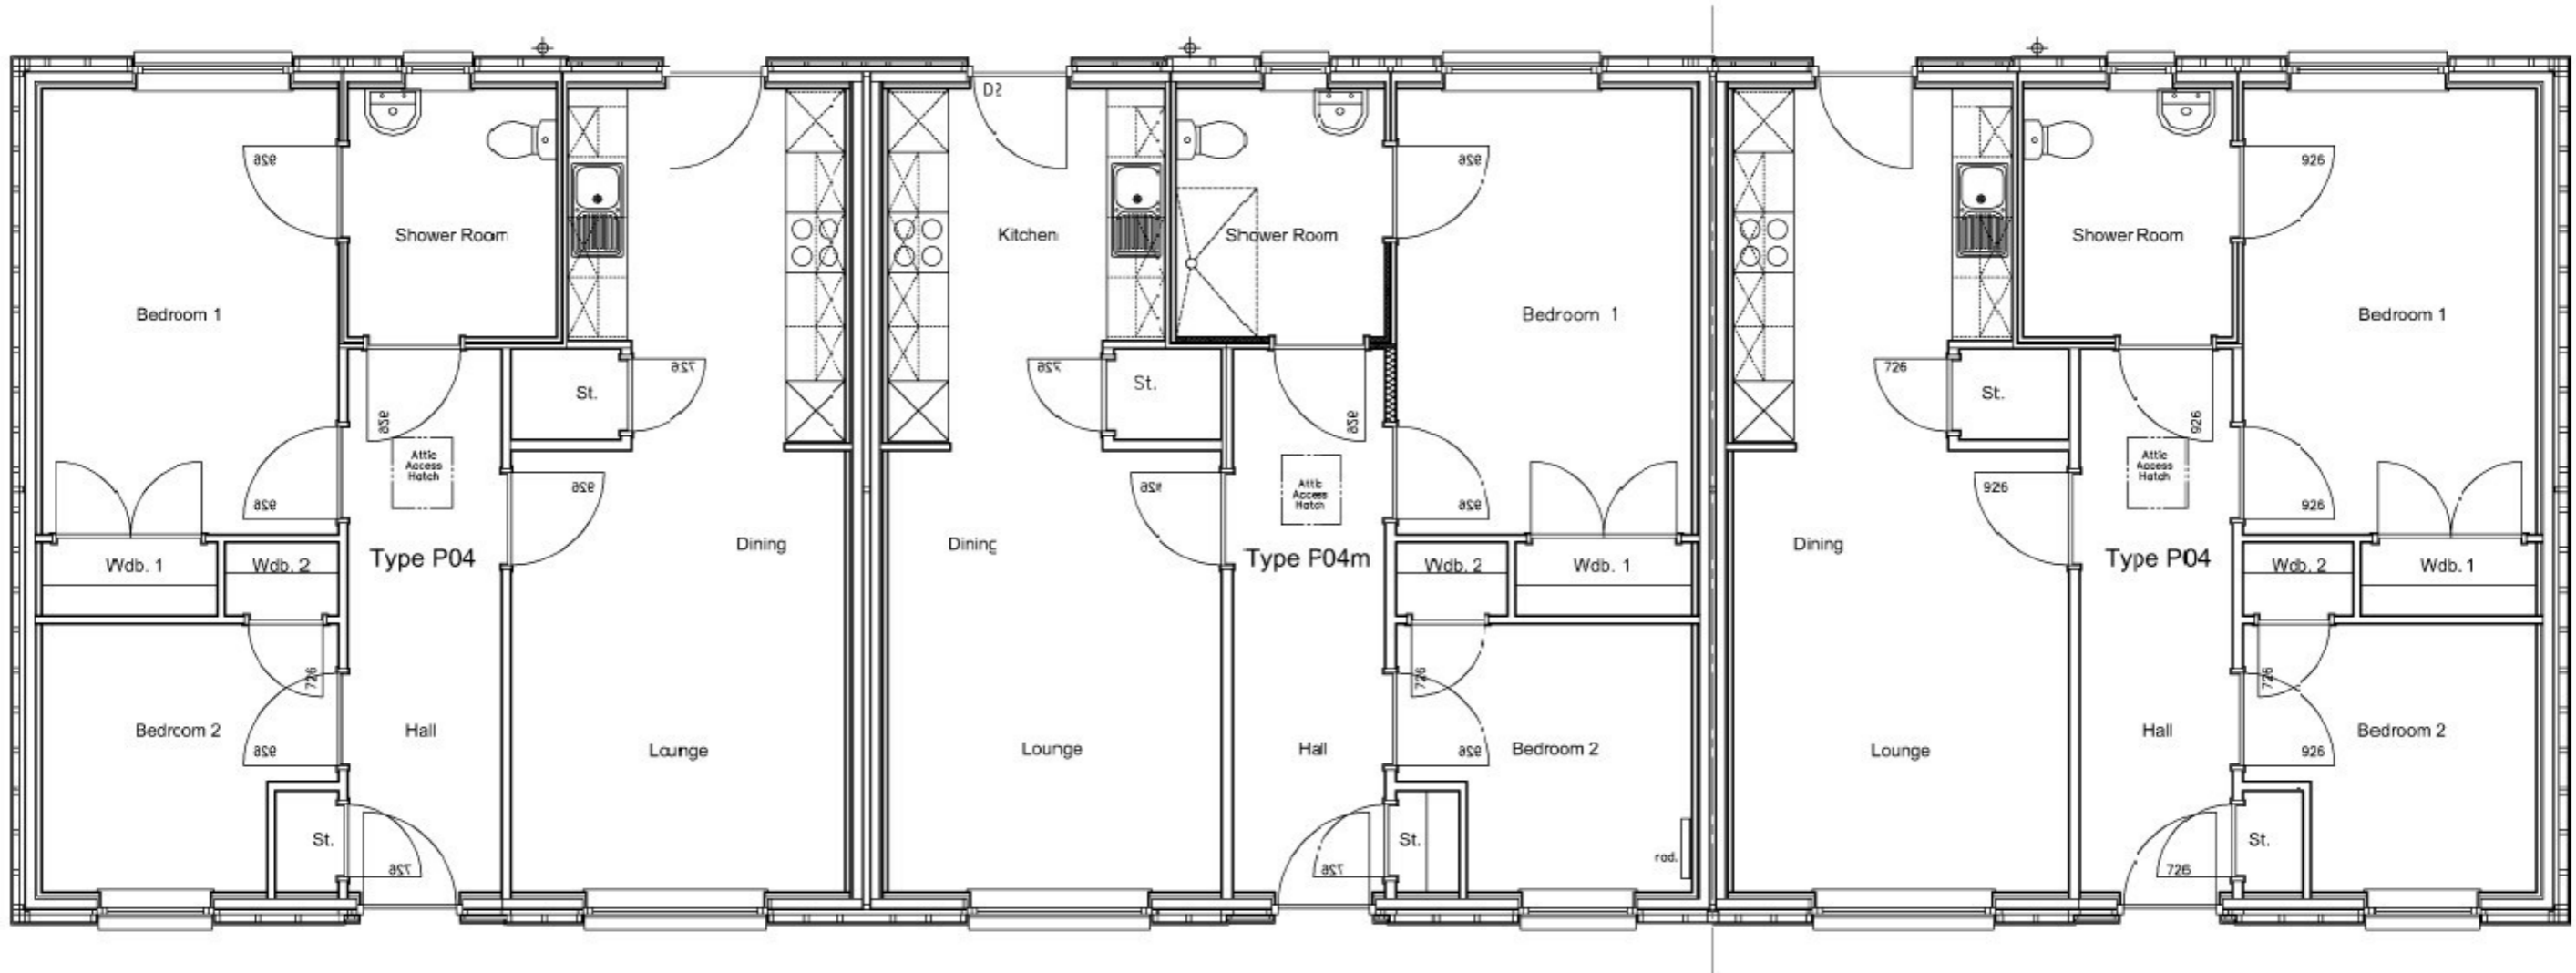 D2
926
926
926
926
Shower Room
Kitchen
Shower Room
Shower Room
Bedroom 1
Bedroom 1
Bedroom 1
726
726
726
St.
St.
St.
926
926
926
Attic
Access
Hatch
Attic
Access
Hatch
Attic
Access
Hatch
926
926
926
926
926
926
Dining
Dining
Dining
Type P04
Type P04m
Type P04
Wdb. 1
Wdb. 2
Wdb. 2
Wdb. 1
Wdb. 2
Wdb. 1
726
726
726
Bedroom 2
Hall
Lounge
Lounge
Hall
Bedroom 2
Lounge
Hall
Bedroom 2
926
926
926
St.
St.
St.
rad.
726
726
726